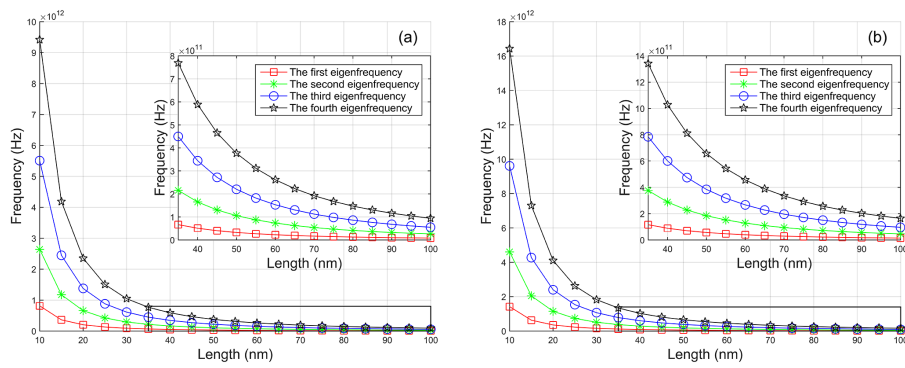 ×10^12
(a)
Frequency (Hz)
10
9
8
7
6
5
4
3
2
1
0
10 20 30 40 50 60 70 80 90 100
Length (nm)
×10^11
Frequency (Hz)
8
7
6
5
4
3
2
1
0
40 50 60 70 80 90 100
Length (nm)
The first eigenfrequency
The second eigenfrequency
The third eigenfrequency
The fourth eigenfrequency
×10^12
(b)
Frequency (Hz)
18
16
14
12
10
8
6
4
2
0
10 20 30 40 50 60 70 80 90 100
Length (nm)
×10^11
Frequency (Hz)
14
12
10
8
6
4
2
0
40 50 60 70 80 90 100
Length (nm)
The first eigenfrequency
The second eigenfrequency
The third eigenfrequency
The fourth eigenfrequency